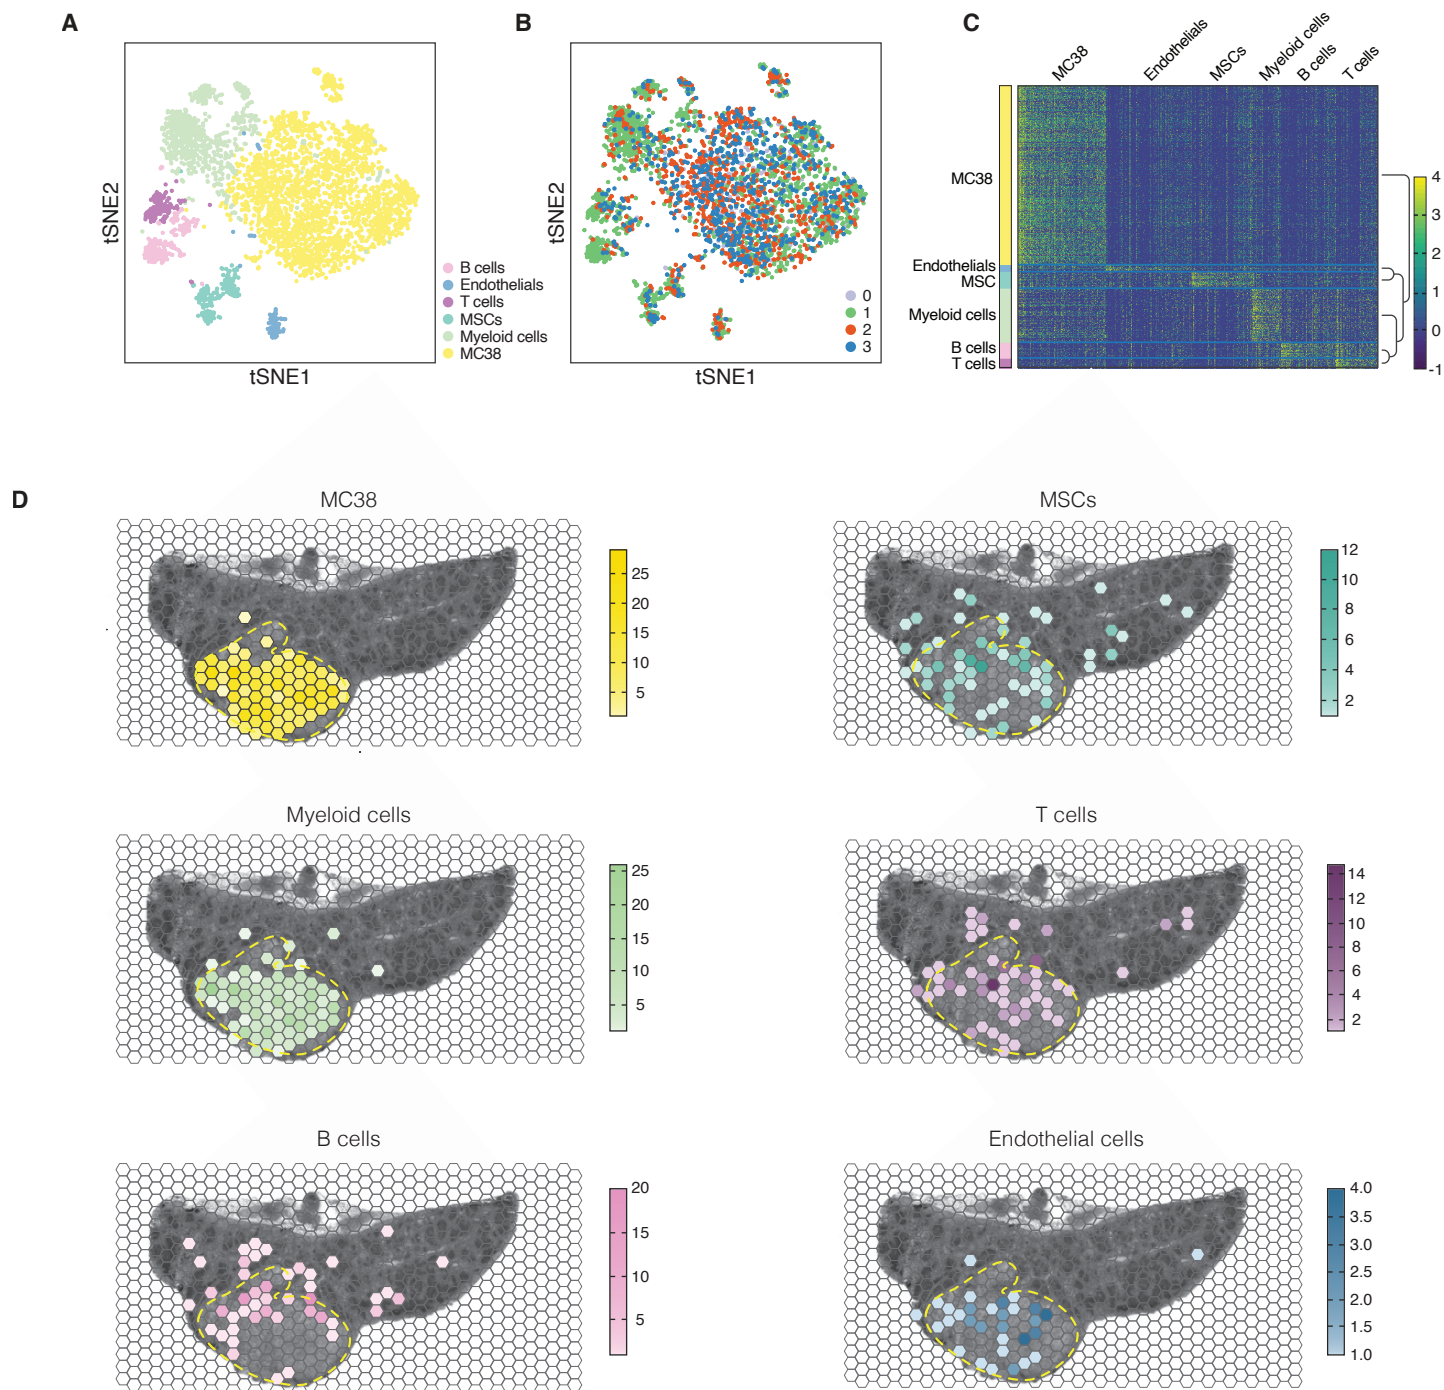 A
B
C
tSNE2
tSNE1
B cells
Endothelials
T cells
MSCs
Myeloid cells
MC38
tSNE2
tSNE1
0
1
2
3
MC38
Endothelials
MSCs
Myeloid cells
B cells
T cells
MC38
Endothelials
MSC
Myeloid cells
B cells
T cells
4
3
2
1
0
-1
D
MC38
25
20
15
10
5
MSCs
12
10
8
6
4
2
Myeloid cells
25
20
15
10
5
T cells
14
12
10
8
6
4
2
B cells
20
15
10
5
Endothelial cells
4.0
3.5
3.0
2.5
2.0
1.5
1.0